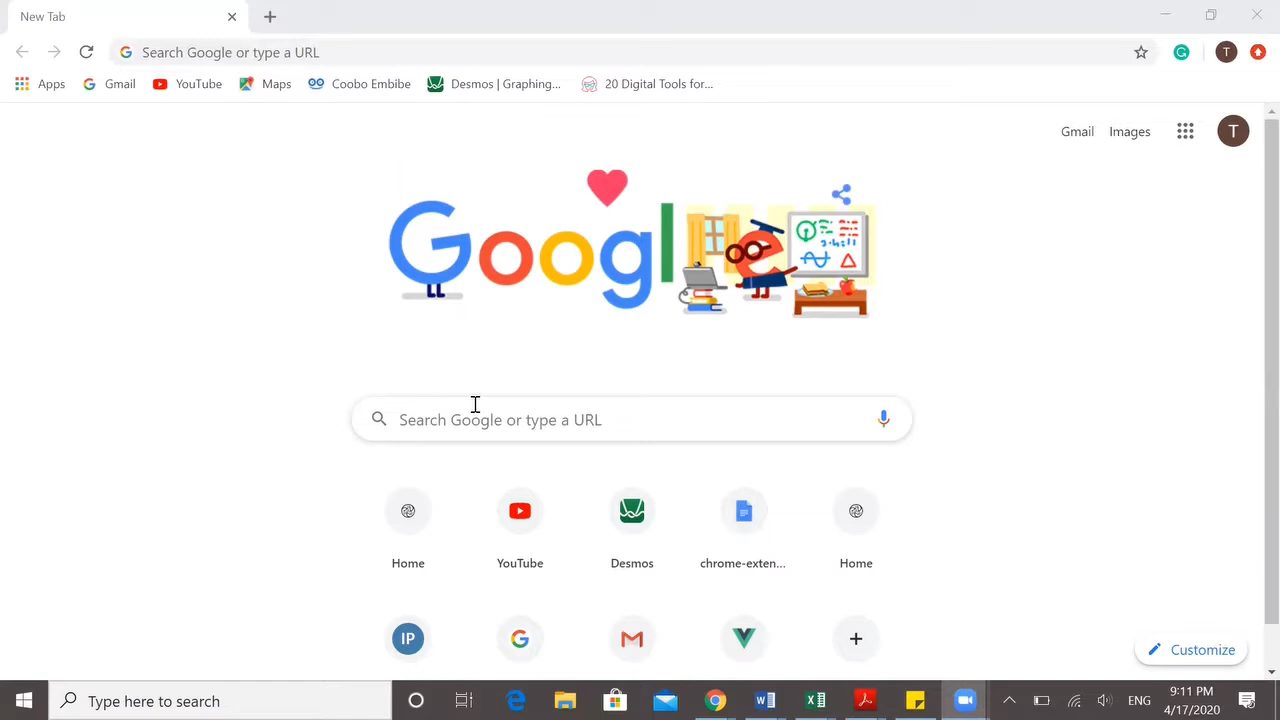 New Tab
Search Google or type a URL
T
Apps Gmail YouTube Maps Coobo Embibe Desmos | Graphing... 20 Digital Tools for...
Gmail Images T
Googl
Search Google or type a URL
Home YouTube Desmos chrome-exten... Home
IP
Customize
Type here to search
ENG
9:11 PM
4/17/2020